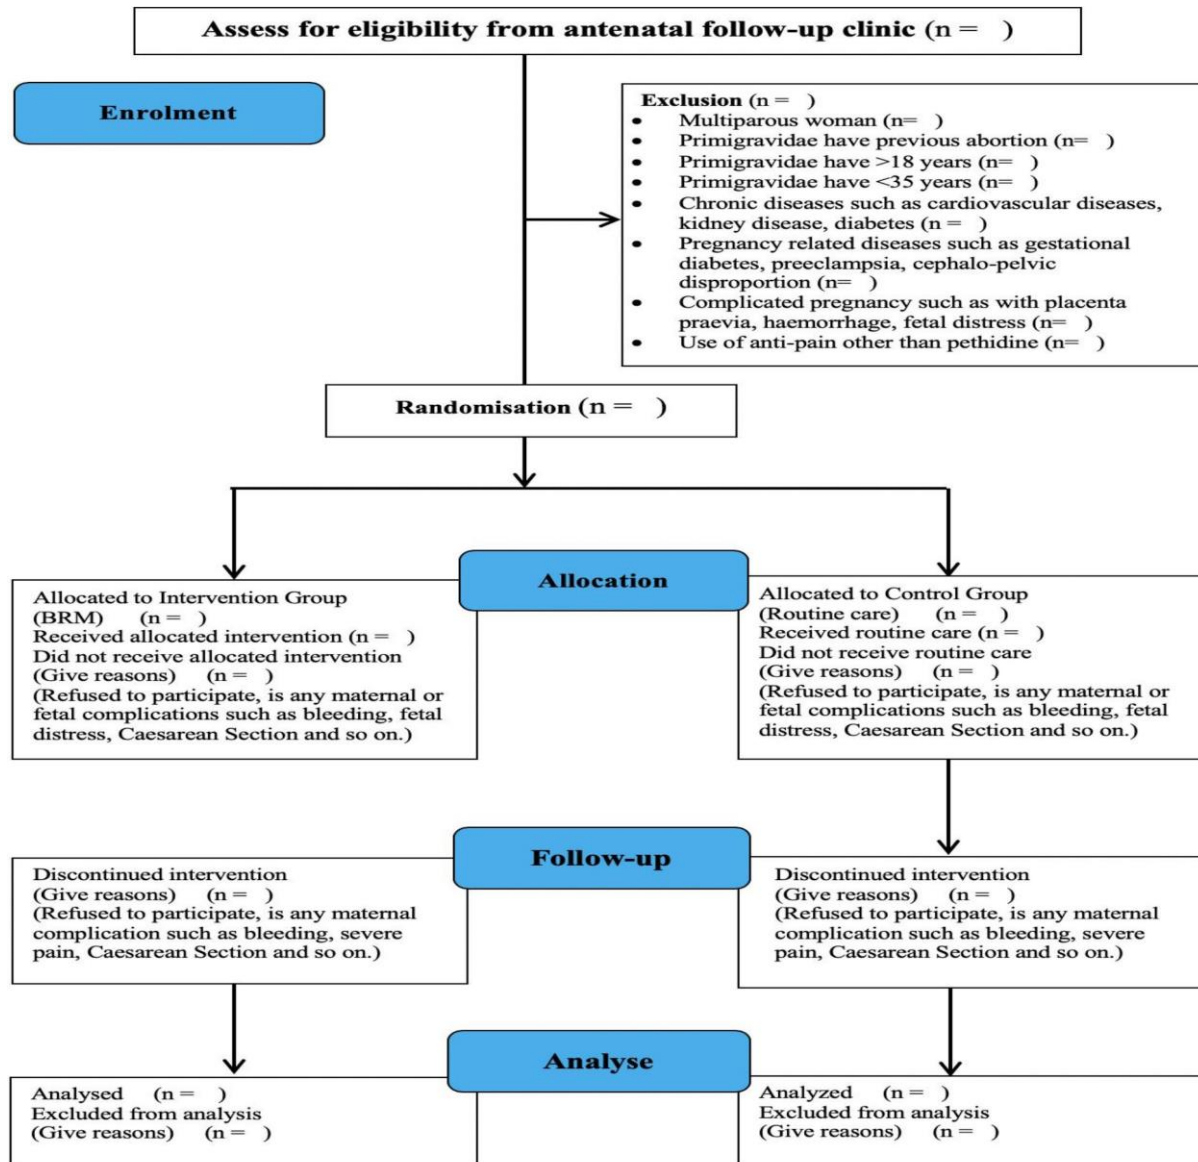 Assess for eligibility from antenatal follow-up clinic (n =   )
Enrolment
Exclusion (n =   )
• Multiparous woman (n=   )
• Primigravidae have previous abortion (n=   )
• Primigravidae have >18 years (n=   )
• Primigravidae have <35 years (n=   )
• Chronic diseases such as cardiovascular diseases,
kidney disease, diabetes (n =   )
• Pregnancy related diseases such as gestational
diabetes, preeclampsia, cephalo-pelvic
disproportion (n=   )
• Complicated pregnancy such as with placenta
praevia, haemorrhage, fetal distress (n=   )
• Use of anti-pain other than pethidine (n=   )
Randomisation (n =   )
Allocation
Allocated to Intervention Group
(BRM)     (n =   )
Received allocated intervention (n =   )
Did not receive allocated intervention
(Give reasons)     (n =   )
(Refused to participate, is any maternal or
fetal complications such as bleeding, fetal
distress, Caesarean Section and so on.)
Allocated to Control Group
(Routine care)     (n =   )
Received routine care (n =   )
Did not receive routine care
(Give reasons)     (n =   )
(Refused to participate, is any maternal or
fetal complications such as bleeding, fetal
distress, Caesarean Section and so on.)
Follow-up
Discontinued intervention
(Give reasons)     (n =   )
(Refused to participate, is any maternal
complication such as bleeding, severe
pain, Caesarean Section and so on.)
Discontinued intervention
(Give reasons)     (n =   )
(Refused to participate, is any maternal
complication such as bleeding, severe
pain, Caesarean Section and so on.)
Analyse
Analysed     (n =   )
Excluded from analysis
(Give reasons)     (n =   )
Analyzed     (n =   )
Excluded from analysis
(Give reasons)     (n =   )